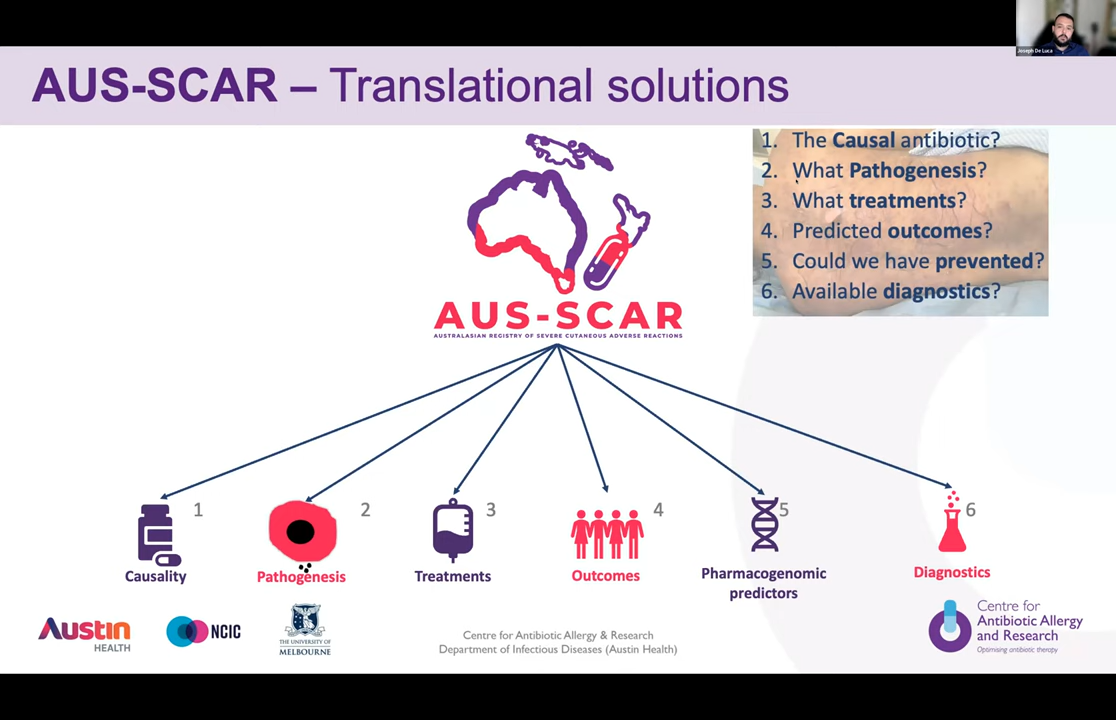 Joseph De Luca
AUS-SCAR – Translational solutions
1. The Causal antibiotic?
2. What Pathogenesis?
3. What treatments?
4. Predicted outcomes?
5. Could we have prevented?
6. Available diagnostics?
AUS-SCAR
AUSTRALASIAN REGISTRY OF SEVERE CUTANEOUS ADVERSE REACTIONS
1
Causality
2
Pathogenesis
3
Treatments
4
Outcomes
5
Pharmacogenomic
predictors
6
Diagnostics
Austin
HEALTH
NCIC
THE UNIVERSITY OF
MELBOURNE
Centre for Antibiotic Allergy & Research
Department of Infectious Diseases (Austin Health)
Centre for
Antibiotic Allergy
and Research
Optimising antibiotic therapy